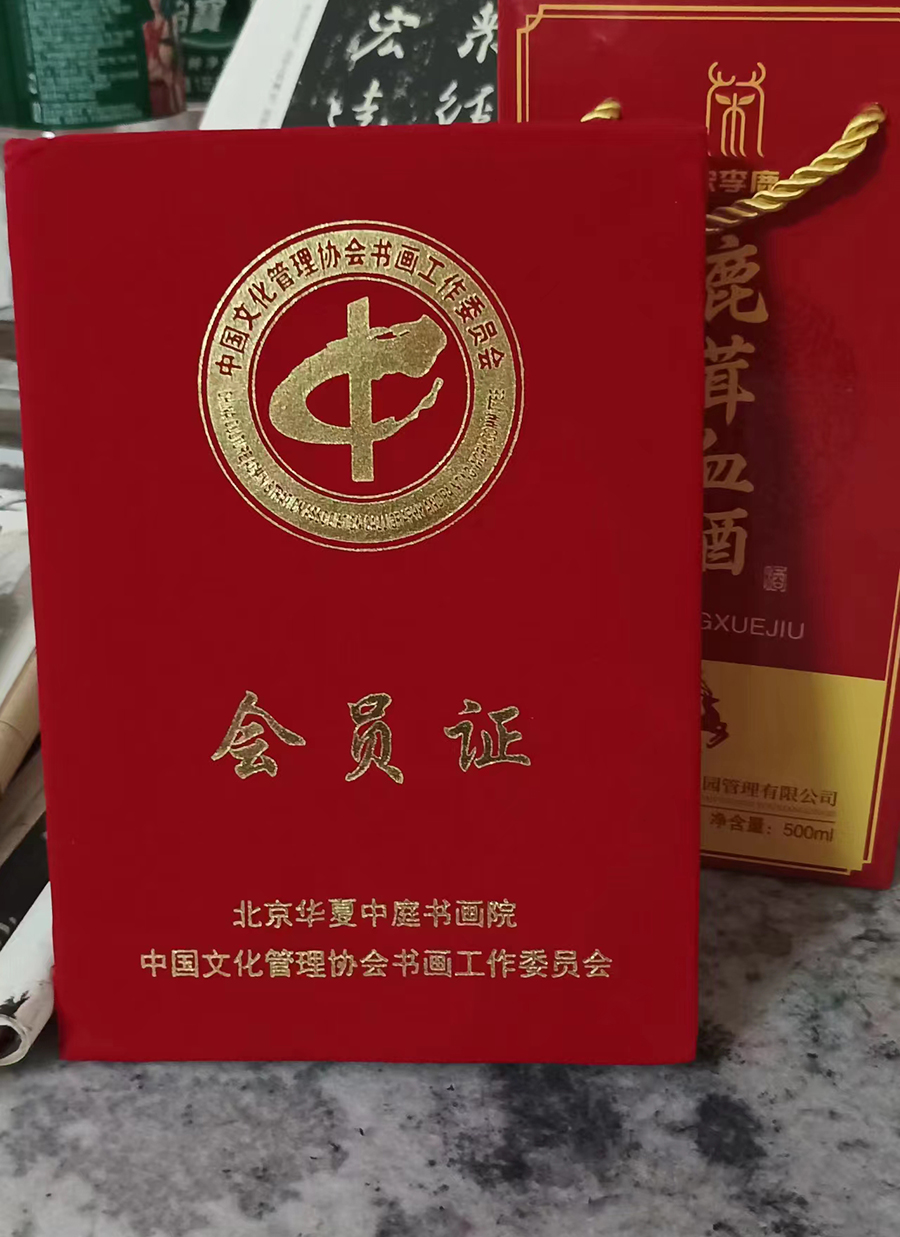 中国文化管理协会书画工作委员会
会员证
北京华夏中庭书画院
中国文化管理协会书画工作委员会
李鹿
鹿茸血酒
GXUEJIU
园管理有限公司
净含量：500ml
宏